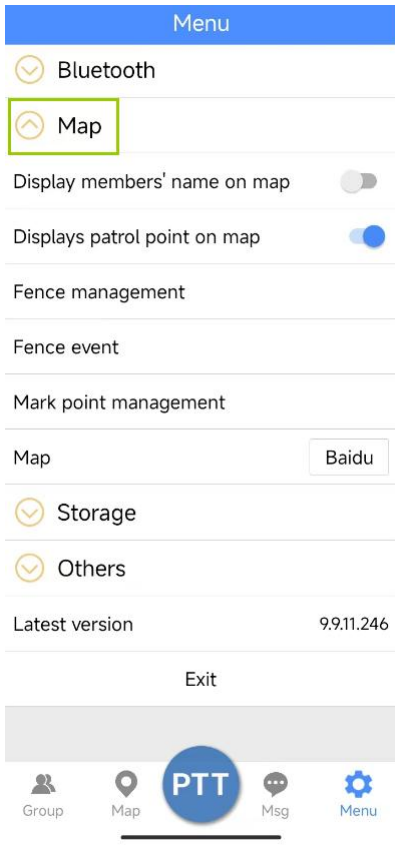 Menu
Bluetooth
Map
Display members' name on map
Displays patrol point on map
Fence management
Fence event
Mark point management
Map Baidu
Storage
Others
Latest version 9.9.11.246
Exit
Group Map PTT Msg Menu